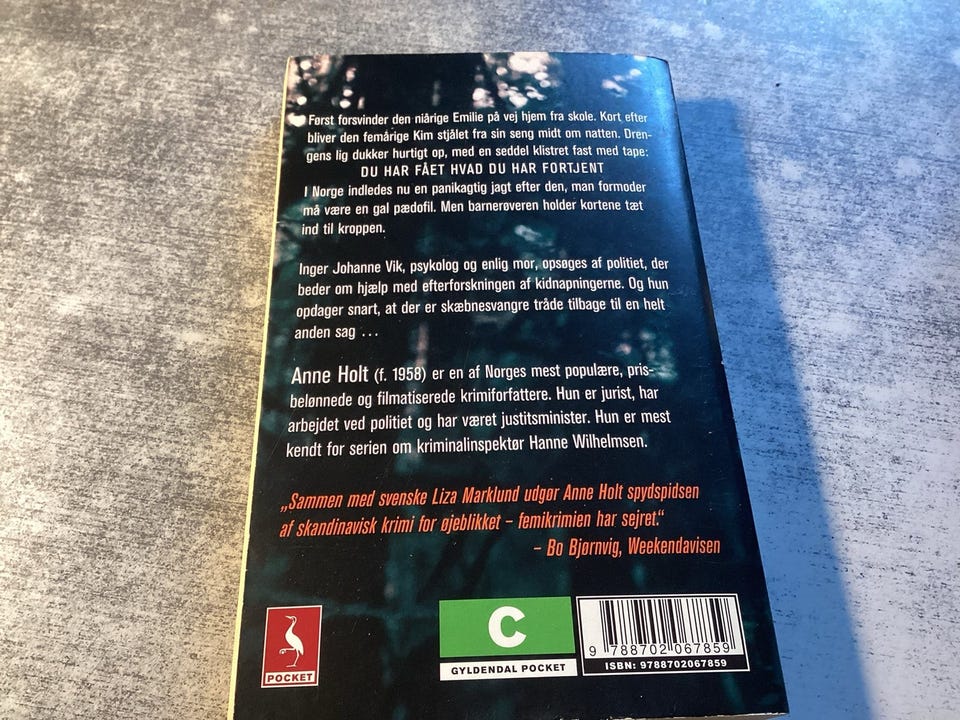 Først forsvinder den niårige Emilie på vej hjem fra skole. Kort efter
bliver den femårige Kim stjålet fra sin seng midt om natten. Dren-
gens lig dukker hurtigt op, med en seddel klistret fast med tape:
DU HAR FÅET HVAD DU HAR FORTJENT
I Norge indledes nu en panikagtig jagt efter den, man formoder
må være en gal pædofil. Men barnerøveren holder kortene tæt
ind til kroppen.
Inger Johanne Vik, psykolog og enlig mor, opsøges af politiet, der
beder om hjælp med efterforskningen af kidnapningerne. Og hun
opdager snart, at der er skæbnesvangre tråde tilbage til en helt
anden sag ...
Anne Holt (f. 1958) er en af Norges mest populære, pris-
belønnede og filmatiserede krimiforfattere. Hun er jurist, har
arbejdet ved politiet og har været justitsminister. Hun er mest
kendt for serien om kriminalinspektør Hanne Wilhelmsen.
„Sammen med svenske Liza Marklund udgør Anne Holt spydspidsen
af skandinavisk krimi for øjeblikket – femikrimien har sejret."
– Bo Bjørnvig, Weekendavisen
POCKET
C
GYLDENDAL POCKET
9 788702 067859
ISBN: 9788702067859